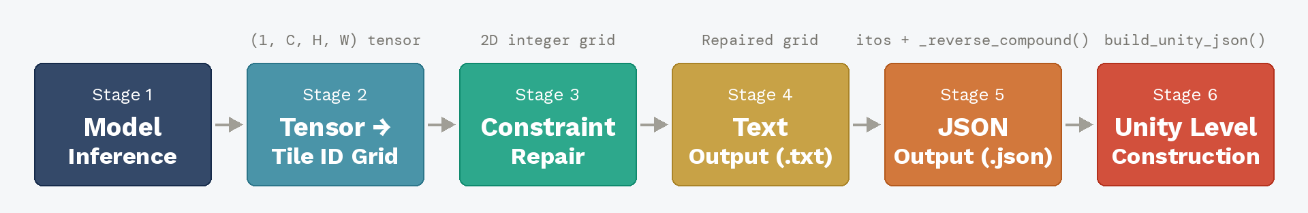 (1, C, H, W) tensor
2D integer grid
Repaired grid
itos + _reverse_compound()
build_unity_json()
Stage 1
Model
Inference
Stage 2
Tensor →
Tile ID Grid
Stage 3
Constraint
Repair
Stage 4
Text
Output (.txt)
Stage 5
JSON
Output (.json)
Stage 6
Unity Level
Construction